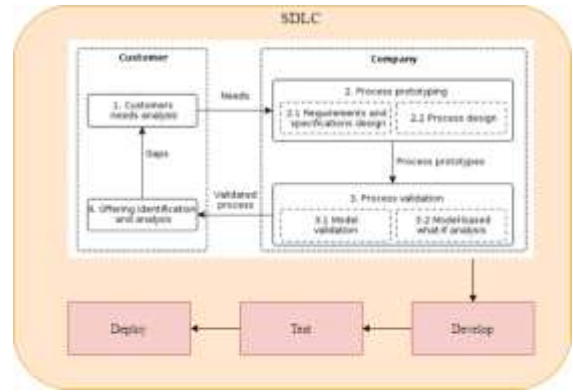 SDLC
Customer
Company
1. Customers
needs analysis
Needs
2. Process prototyping
2.1 Requirements and
specifications design
2.2 Process design
Gaps
Process prototypes
Validated
process
3. Process validation
Offering identification
and analysis
3.1 Model
validation
3.2 Model-based
what if analysis
Deploy
Test
Develop